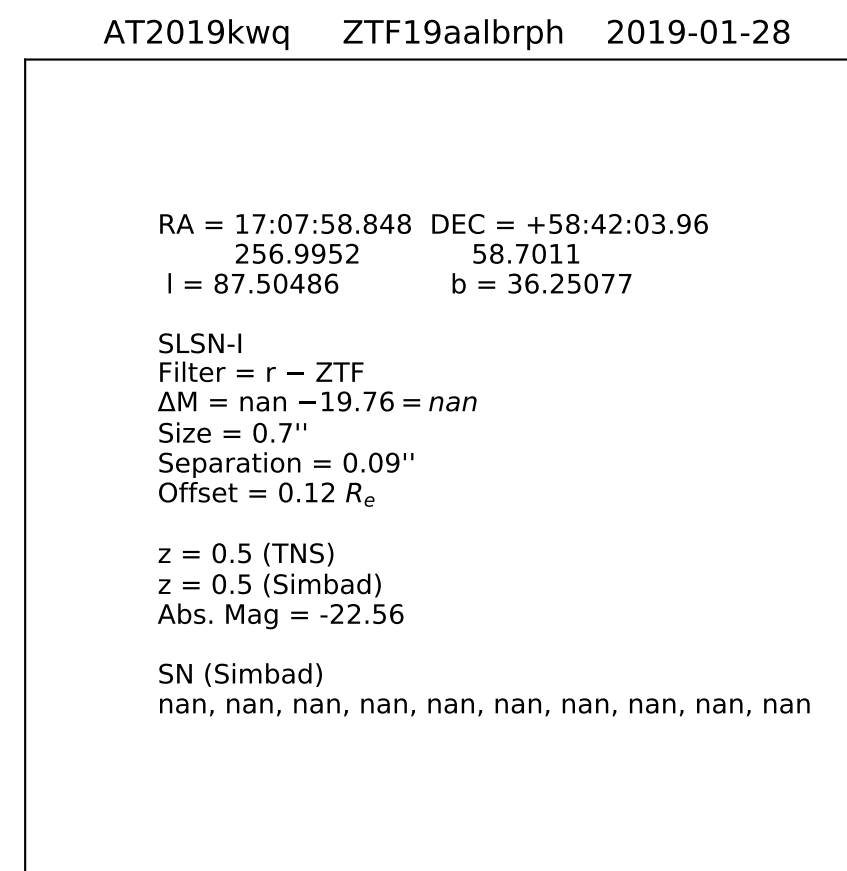 AT2019kwq ZTF19aalbrph 2019-01-28
RA = 17:07:58.848 DEC = +58:42:03.96
256.9952 58.7011
l = 87.50486 b = 36.25077
SLSN-I
Filter = r − ZTF
ΔM = nan −19.76 = nan
Size = 0.7''
Separation = 0.09''
Offset = 0.12 Re
z = 0.5 (TNS)
z = 0.5 (Simbad)
Abs. Mag = -22.56
SN (Simbad)
nan, nan, nan, nan, nan, nan, nan, nan, nan, nan